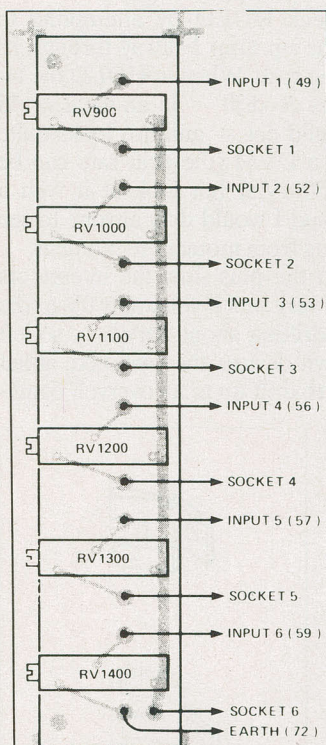 INPUT 1 (49)
RV900
SOCKET 1
INPUT 2 (52)
RV1000
SOCKET 2
INPUT 3 (53)
RV1100
SOCKET 3
INPUT 4 (56)
RV1200
SOCKET 4
INPUT 5 (57)
RV1300
SOCKET 5
INPUT 6 (59)
RV1400
SOCKET 6
EARTH (72)